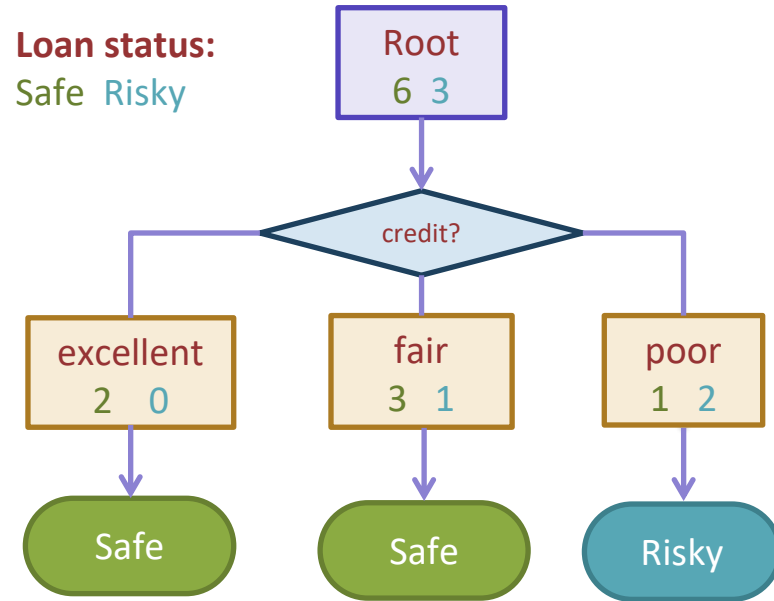 Loan status:
Safe Risky
Root
6 3
credit?
excellent
2 0
fair
3 1
poor
1 2
Safe
Safe
Risky